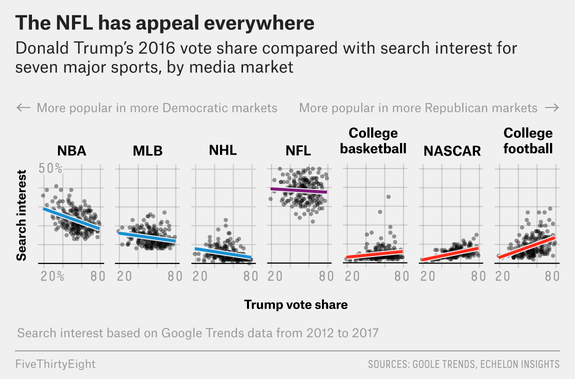 The NFL has appeal everywhere
Donald Trump's 2016 vote share compared with search interest for
seven major sports, by media market
← More popular in more Democratic markets More popular in more Republican markets →
NBA MLB NHL NFL College basketball NASCAR College football
Search interest
50%
20% 80 20 80 20 80 20 80 20 80 20 80 20 80
Trump vote share
Search interest based on Google Trends data from 2012 to 2017
FiveThirtyEight SOURCES: GOOLE TRENDS, ECHELON INSIGHTS